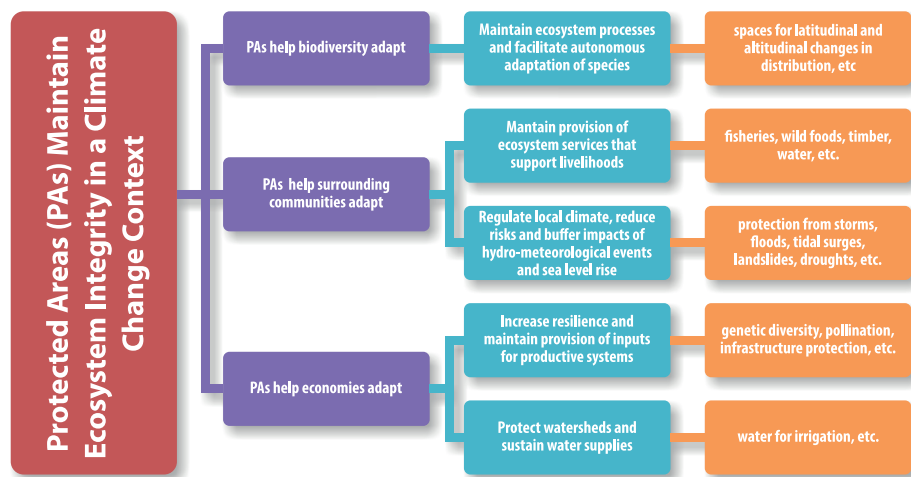 Protected Areas (PAs) Maintain
Ecosystem Integrity in a Climate
Change Context
PAs help biodiversity adapt
Maintain ecosystem processes
and facilitate autonomous
adaptation of species
spaces for latitudinal and
altitudinal changes in
distribution, etc
PAs help surrounding
communities adapt
Mantain provision of
ecosystem services that
support livelihoods
fisheries, wild foods, timber,
water, etc.
Regulate local climate, reduce
risks and buffer impacts of
hydro-meteorological events
and sea level rise
protection from storms,
floods, tidal surges,
landslides, droughts, etc.
PAs help economies adapt
Increase resilience and
maintain provision of inputs
for productive systems
genetic diversity, pollination,
infrastructure protection, etc.
Protect watersheds and
sustain water supplies
water for irrigation, etc.